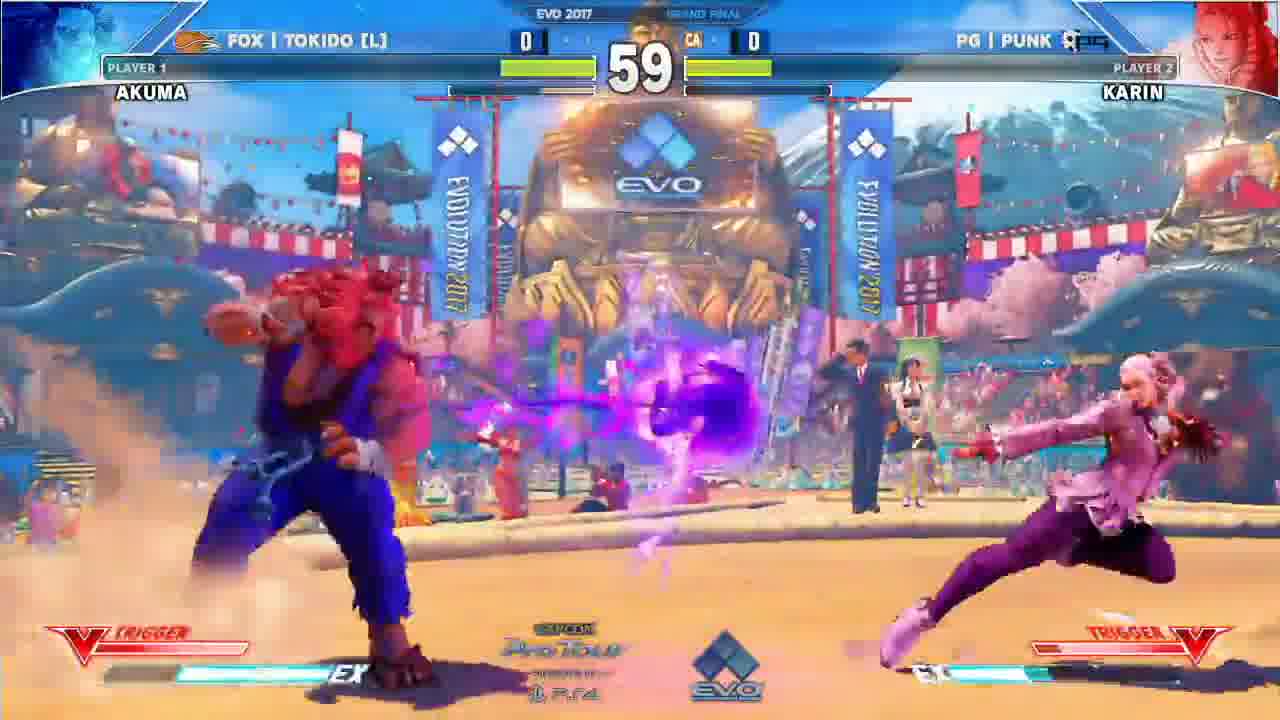 EVO 2017 GRAND FINAL
FOX | TOKIDO [L] 0 59 CA 0 PG | PUNK
PLAYER 1 PLAYER 2
AKUMA KARIN
EVO
EVOLUTION 2017
EVOLUTION 2017
TRIGGER TRIGGER
EX EX
CAPCOM
PRO TOUR
PS4
EVO